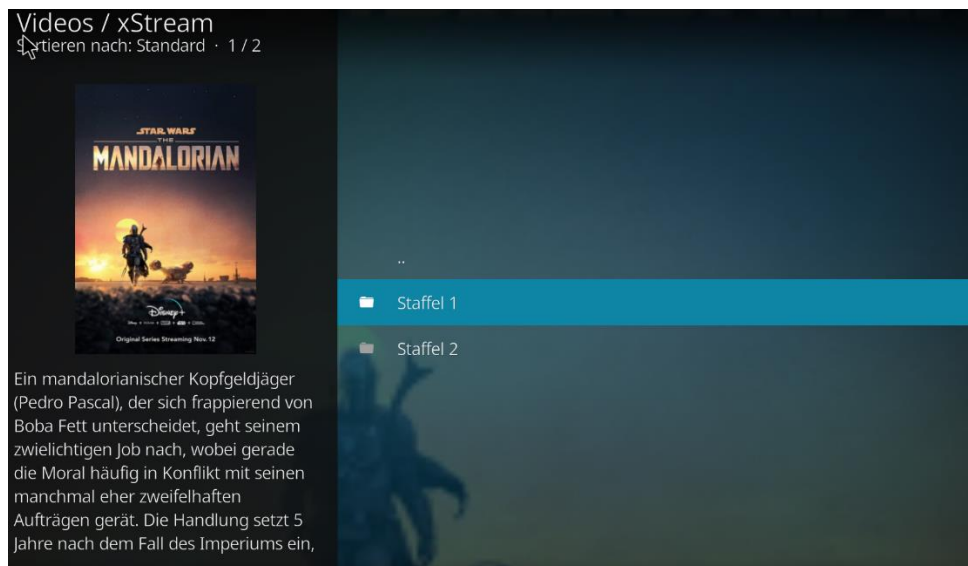 Videos / xStream
Sortieren nach: Standard · 1 / 2
STAR WARS
THE
MANDALORIAN
Disney+
Original Series Streaming Nov. 12
Ein mandalorianischer Kopfgeldjäger
(Pedro Pascal), der sich frappierend von
Boba Fett unterscheidet, geht seinem
zwielichtigen Job nach, wobei gerade
die Moral häufig in Konflikt mit seinen
manchmal eher zweifelhaften
Aufträgen gerät. Die Handlung setzt 5
Jahre nach dem Fall des Imperiums ein,
..
Staffel 1
Staffel 2